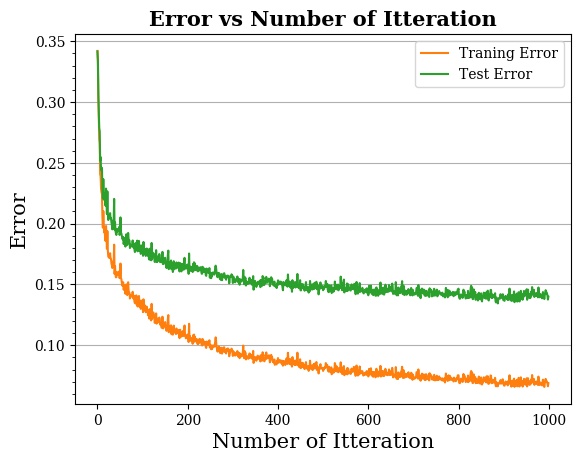 Error vs Number of Itteration
Traning Error
Test Error
Error
0.35
0.30
0.25
0.20
0.15
0.10
0
200
400
600
800
1000
Number of Itteration